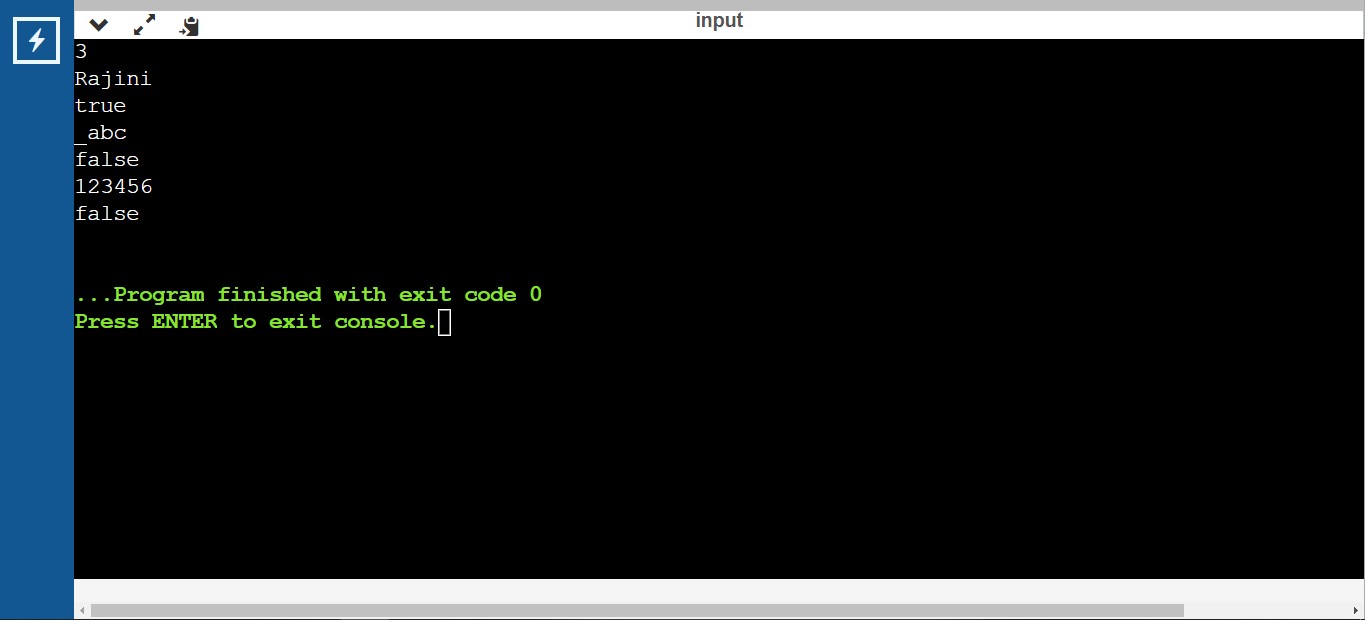 input
3
Rajini
true
_abc
false
123456
false
...Program finished with exit code 0
Press ENTER to exit console.